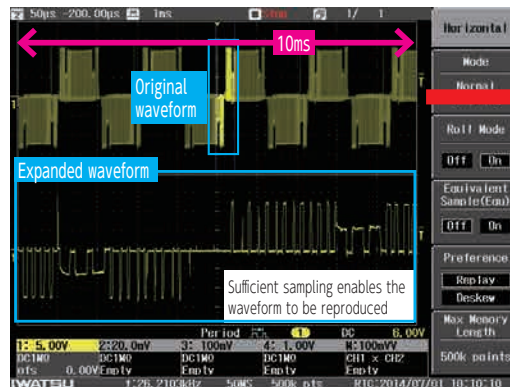 50µs -200.00µs 1ms Stop 1/ 1
10ms
Original
waveform
T
1
Expanded waveform
Sufficient sampling enables the
waveform to be reproduced
Period 1 DC 6.00V
1: 5.00V 2:20.0mV 3: 100mV 4: 1.00V M:100mVV
DC1MΩ DC1MΩ DC1MΩ DC1MΩ CH1 × CH2
ofs 0.00V Empty Empty Empty Empty
IWATSU f:26.2103kHz 50MS 500k pts RTC:2014/07/01 10:10:10
Horizontal
Mode
Normal
Roll Mode
Off On
Equivalent
Sample(Equ)
Off On
Preference
Replay
Deskew
Max Memory
Length
500k points